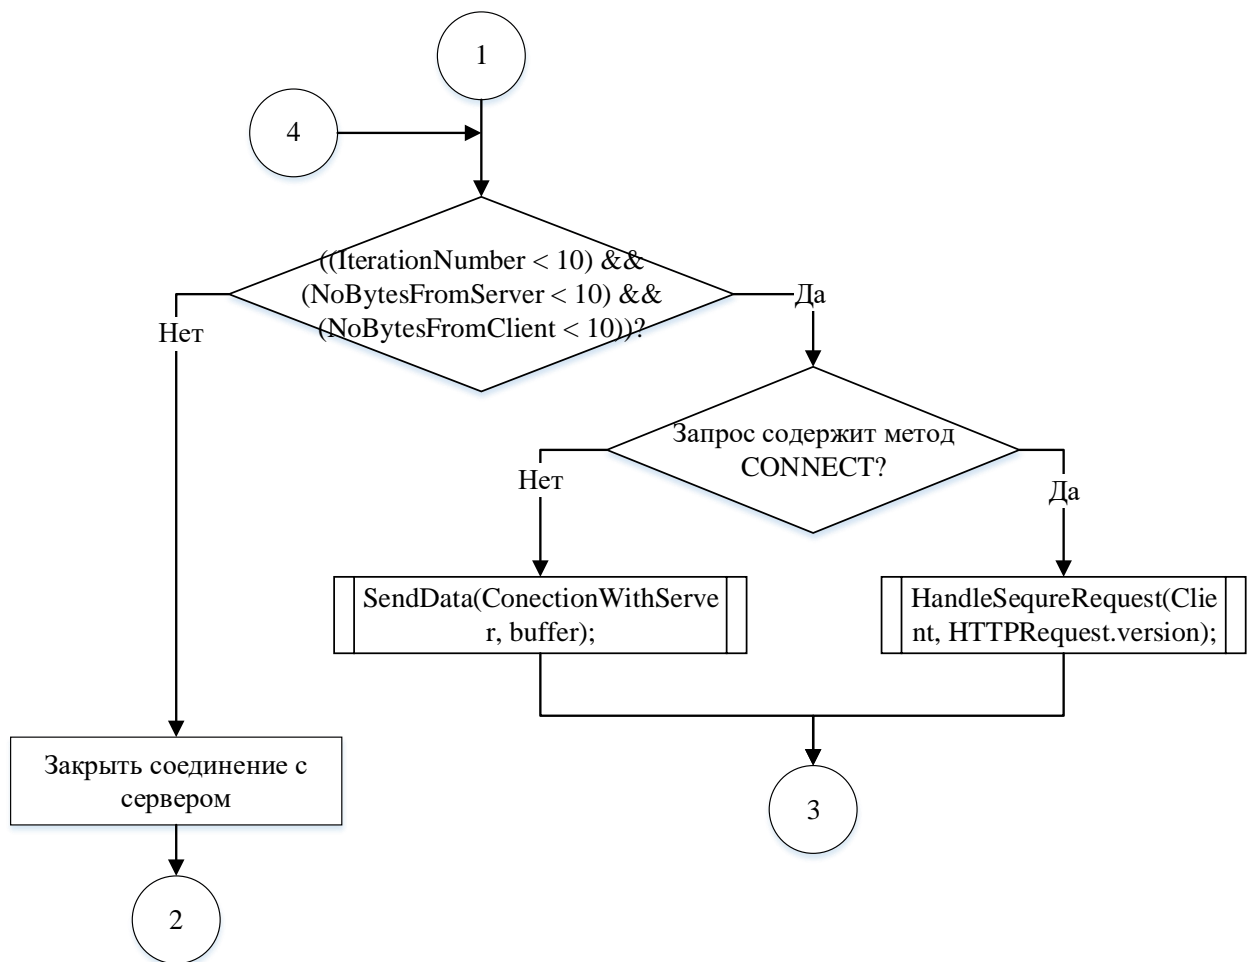 1
4
((IterationNumber < 10) &&
(NoBytesFromServer < 10) &&
(NoBytesFromClient < 10))?
Да
Нет
Запрос содержит метод
CONNECT?
Нет
Да
SendData(ConectionWithServe
r, buffer);
HandleSequreRequest(Clie
nt, HTTPRequest.version);
Закрыть соединение с
сервером
3
2